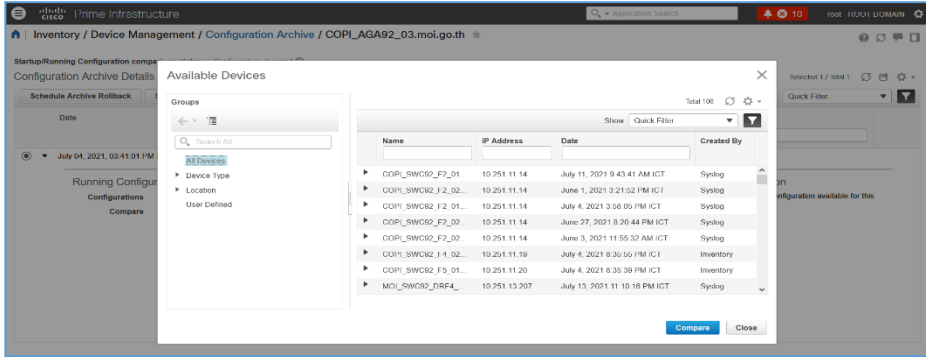 cisco Prime Infrastructure
Application Search
10
root - ROOT-DOMAIN
Inventory / Device Management / Configuration Archive / COPI_AGA92_03.moi.go.th
Startup/Running Configuration
Configuration Archive Details
Selected 1 / Total 1
Schedule Archive Rollback
Quick Filter
Date
July 04, 2021, 03:41:01 PM
Running Configur
Configurations
Compare
on
nfiguration available for this
Available Devices
Groups
Search All
All Devices
Device Type
Location
User Defined
Total 106
Show Quick Filter
Name IP Address Date Created By
COPI_SWC92_F2_01... 10.251.11.14 July 11, 2021 9:43:41 AM ICT Syslog
COPI_SWC92_F2_02... 10.251.11.14 June 1, 2021 3:21:52 PM ICT Syslog
COPI_SWC92_F2_01... 10.251.11.14 July 4, 2021 3:58:05 PM ICT Syslog
COPI_SWC92_F2_02... 10.251.11.14 June 27, 2021 8:20:44 PM ICT Syslog
COPI_SWC92_F2_02... 10.251.11.14 June 3, 2021 11:55:32 AM ICT Syslog
COPI_SWC92_F4_02... 10.251.11.19 July 4, 2021 8:35:55 PM ICT Inventory
COPI_SWC92_F5_01... 10.251.11.20 July 4, 2021 8:35:39 PM ICT Inventory
MOI_SWC92_DRF4_ 10.251.13.207 July 13, 2021 11:10:16 PM ICT Syslog
Compare Close